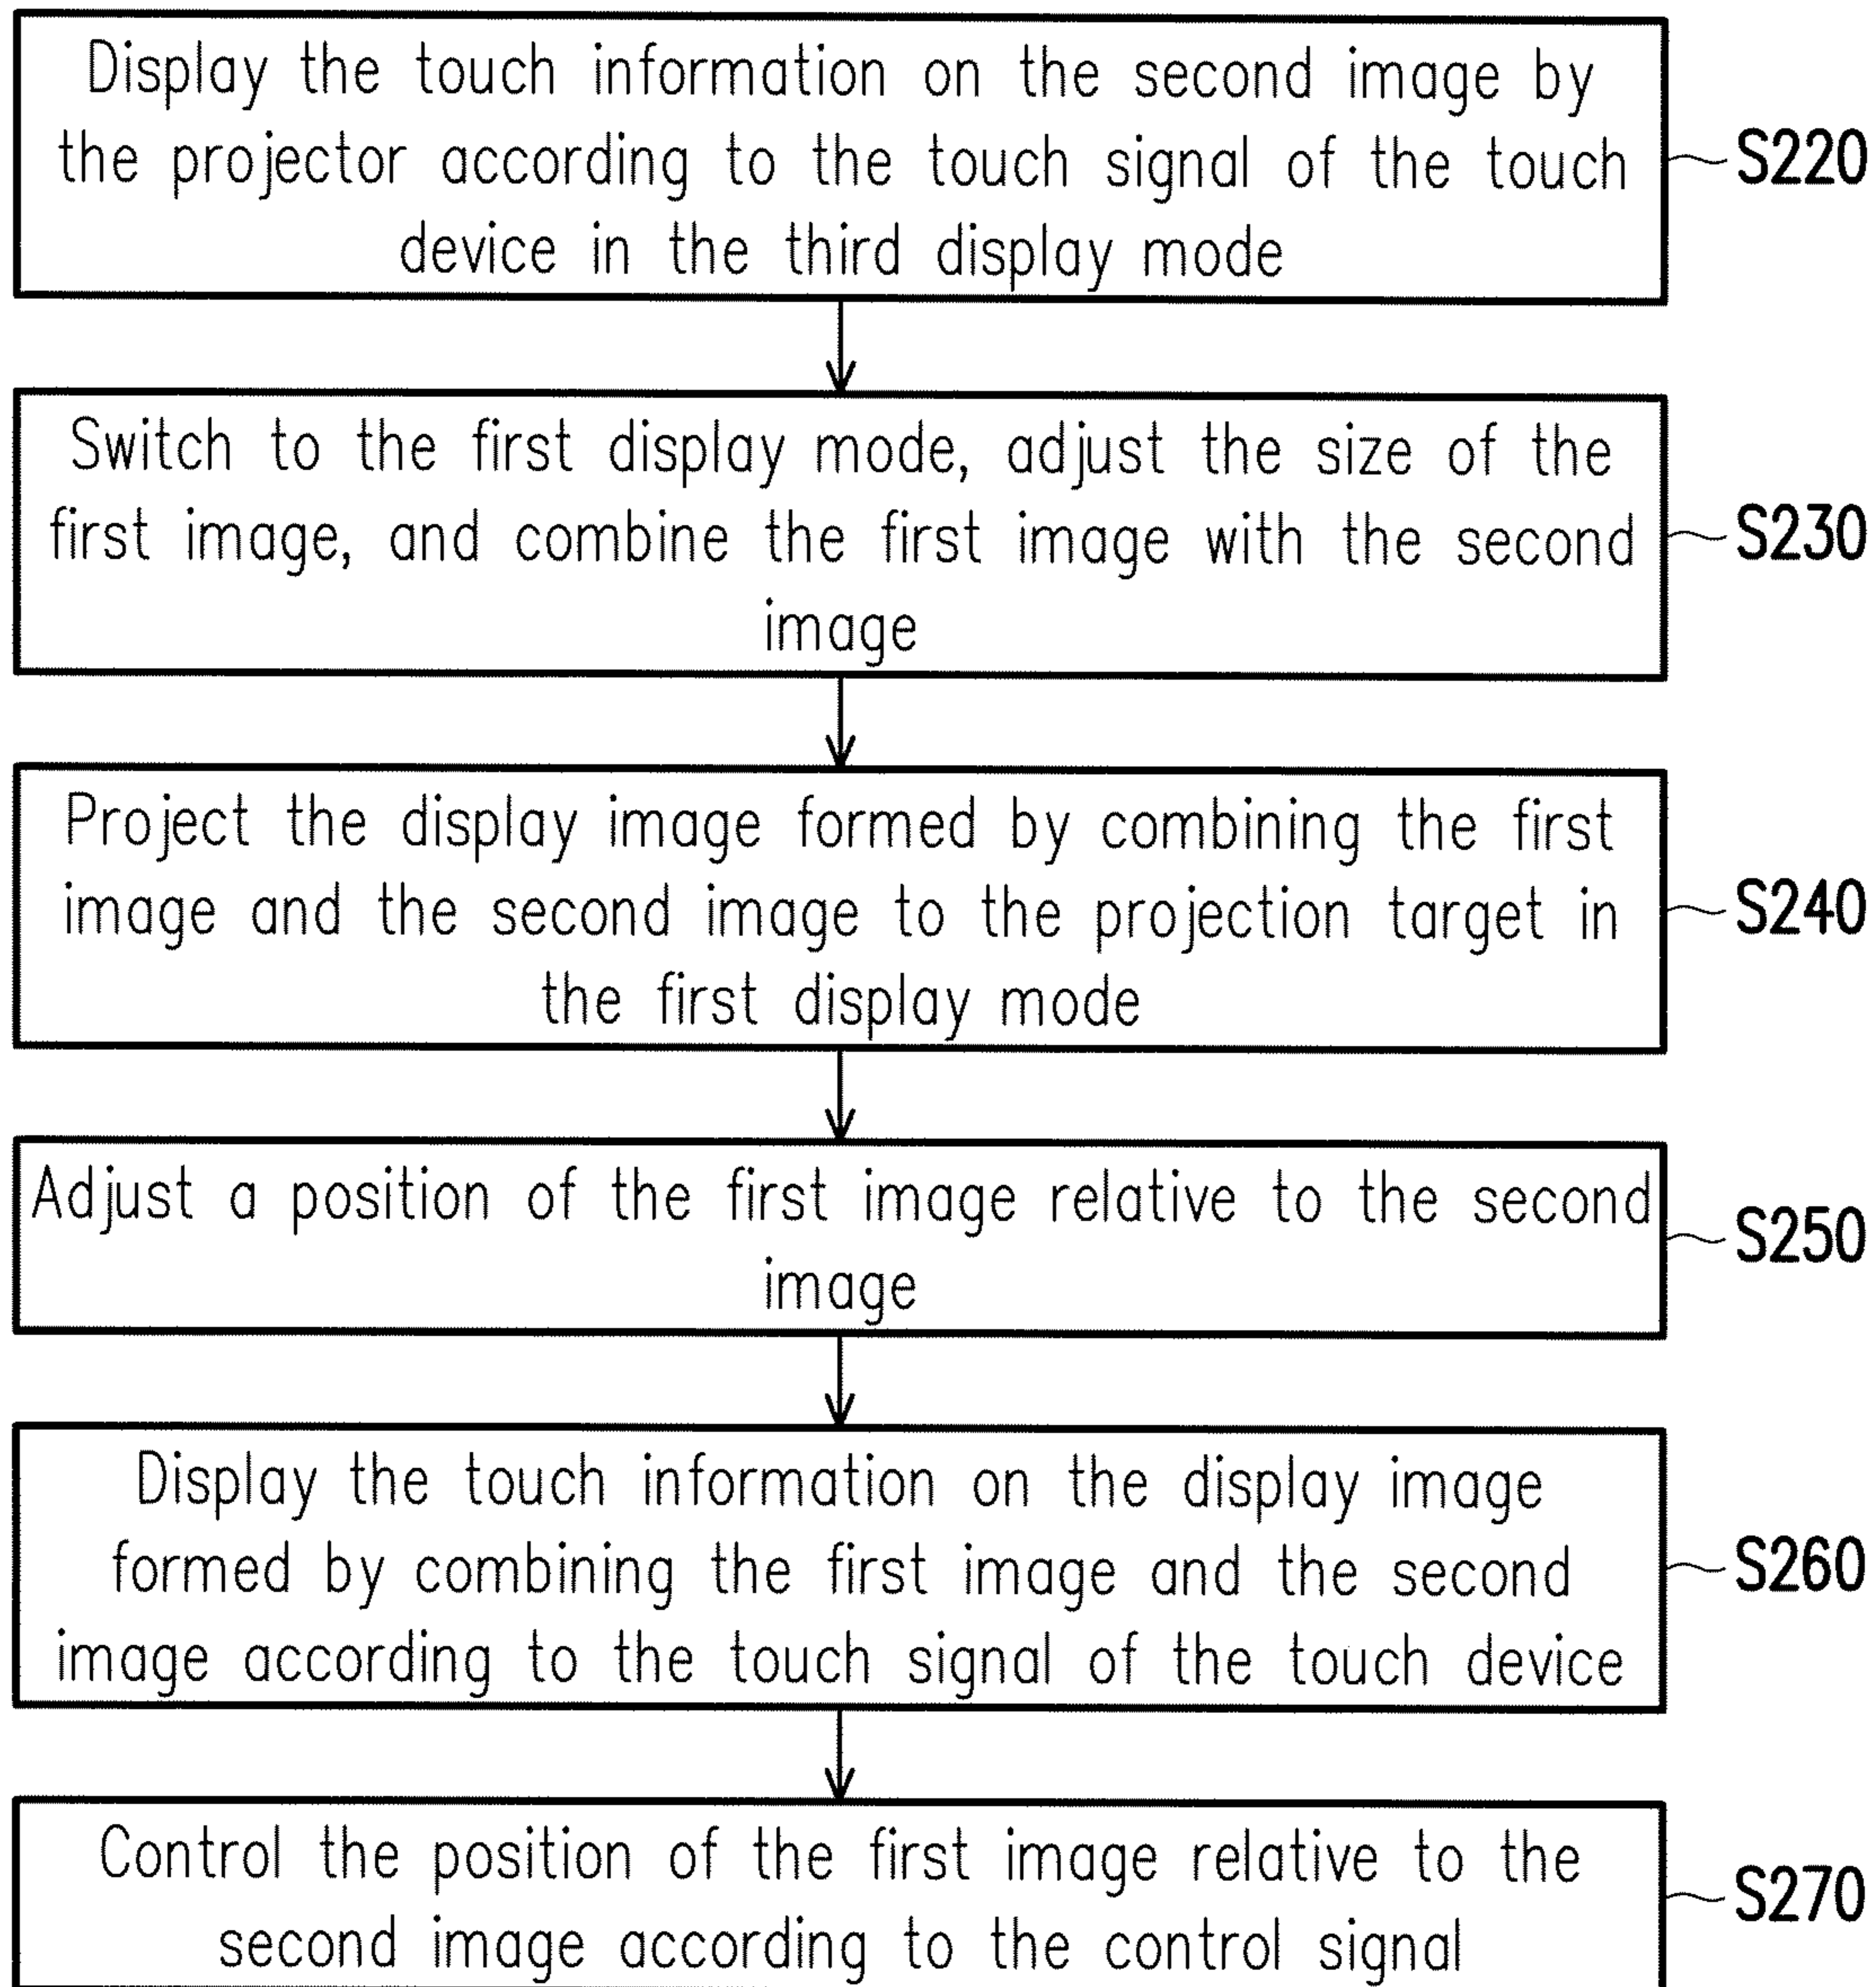 Display the touch information on the second image by
the projector according to the touch signal of the touch
device in the third display mode
S220
Switch to the first display mode, adjust the size of the
first image, and combine the first image with the second
image
S230
Project the display image formed by combining the first
image and the second image to the projection target in
the first display mode
S240
Adjust a position of the first image relative to the second
image
S250
Display the touch information on the display image
formed by combining the first image and the second
image according to the touch signal of the touch device
S260
Control the position of the first image relative to the
second image according to the control signal
S270